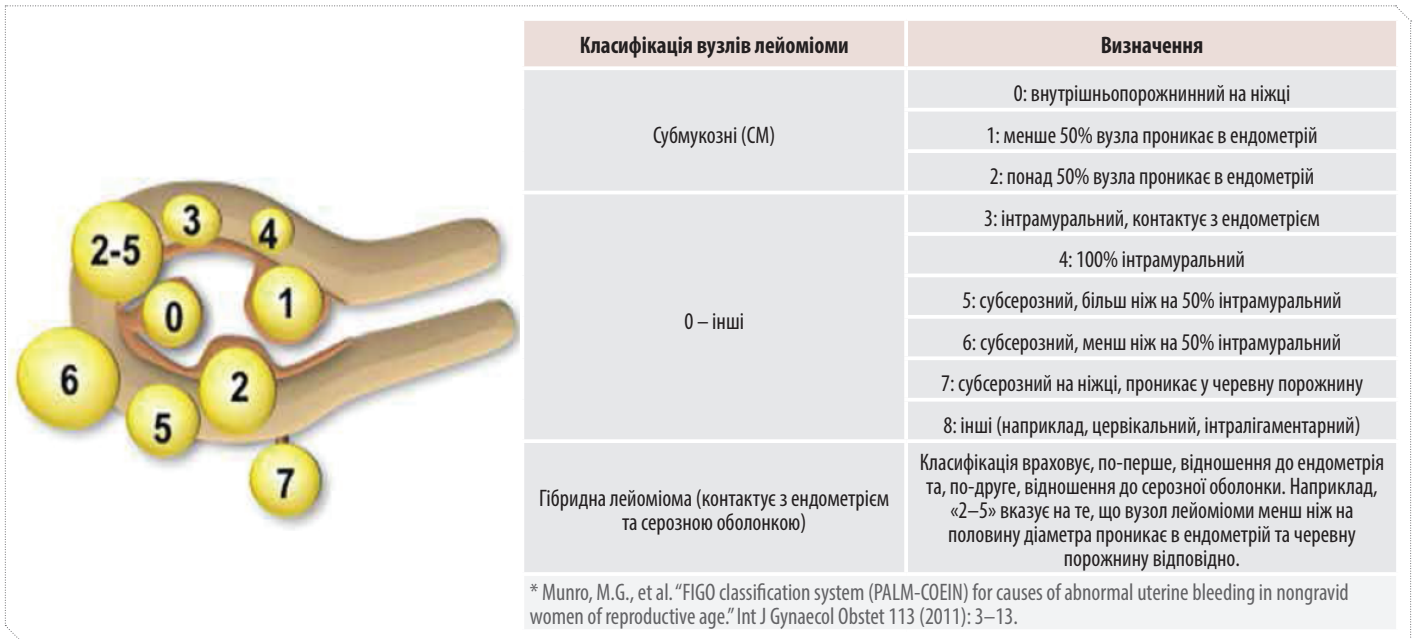 3
4
2-5
0
1
6
2
5
7
Класифікація вузлів лейоміоми
Визначення
Субмукозні (СМ)
0: внутрішньопорожнинний на ніжці
1: менше 50% вузла проникає в ендометрій
2: понад 50% вузла проникає в ендометрій
0 – інші
3: інтрамуральний, контактує з ендометрієм
4: 100% інтрамуральний
5: субсерозний, більш ніж на 50% інтрамуральний
6: субсерозний, менш ніж на 50% інтрамуральний
7: субсерозний на ніжці, проникає у черевну порожнину
8: інші (наприклад, цервікальний, інтралігаментарний)
Гібридна лейоміома (контактує з ендометрієм
та серозною оболонкою)
Класифікація враховує, по-перше, відношення до ендометрія
та, по-друге, відношення до серозної оболонки. Наприклад,
«2–5» вказує на те, що вузол лейоміоми менш ніж на
половину діаметра проникає в ендометрій та черевну
порожнину відповідно.
* Munro, M.G., et al. “FIGO classification system (PALM-COEIN) for causes of abnormal uterine bleeding in nongravid
women of reproductive age.” Int J Gynaecol Obstet 113 (2011): 3–13.